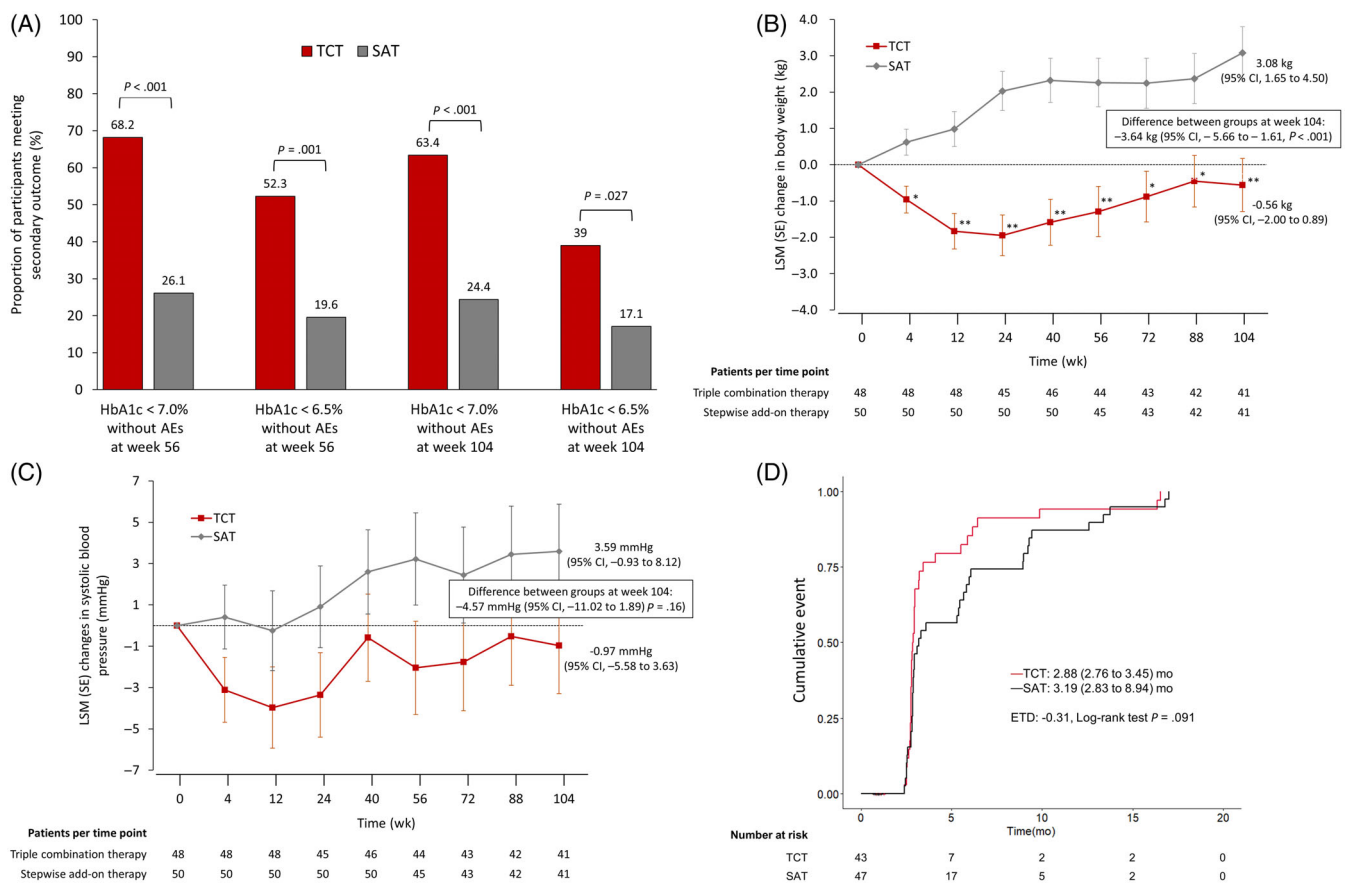 (A)
Proportion of participants meeting
secondary outcome (%)
100
90
80
70
60
50
40
30
20
10
0
TCT
SAT
P < .001
68.2
26.1
P = .001
52.3
19.6
P < .001
63.4
24.4
P = .027
39
17.1
HbA1c < 7.0%
without AEs
at week 56
HbA1c < 6.5%
without AEs
at week 56
HbA1c < 7.0%
without AEs
at week 104
HbA1c < 6.5%
without AEs
at week 104
(B)
LSM (SE) change in body weight (kg)
4.0
3.0
2.0
1.0
0.0
−1.0
−2.0
−3.0
−4.0
TCT
SAT
3.08 kg
(95% CI, 1.65 to 4.50)
Difference between groups at week 104:
−3.64 kg (95% CI, − 5.66 to − 1.61, P < .001)
* ** ** ** ** * * **
-0.56 kg
(95% CI, −2.00 to 0.89)
0 4 12 24 40 56 72 88 104
Time (wk)
Patients per time point
Triple combination therapy 48 48 48 45 46 44 43 42 41
Stepwise add-on therapy 50 50 50 50 50 45 43 42 41
(C)
LSM (SE) changes in systolic blood
pressure (mmHg)
7
5
3
1
−1
−3
−5
−7
TCT
SAT
3.59 mmHg
(95% CI, −0.93 to 8.12)
Difference between groups at week 104:
−4.57 mmHg (95% CI, −11.02 to 1.89) P = .16)
-0.97 mmHg
(95% CI, −5.58 to 3.63)
0 4 12 24 40 56 72 88 104
Time (wk)
Patients per time point
Triple combination therapy 48 48 48 45 46 44 43 42 41
Stepwise add-on therapy 50 50 50 50 50 45 43 42 41
(D)
Cumulative event
1.00
0.75
0.50
0.25
0.00
TCT: 2.88 (2.76 to 3.45) mo
SAT: 3.19 (2.83 to 8.94) mo
ETD: -0.31, Log-rank test P = .091
0 5 10 15 20
Time(mo)
Number at risk
TCT 43 7 2 2 0
SAT 47 17 5 2 0